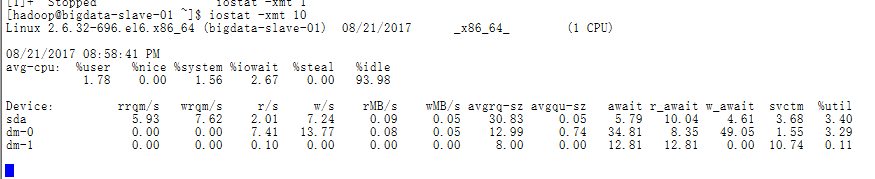 [1]+  Stopped                 iostat -xmt 1
[hadoop@bigdata-slave-01 ~]$ iostat -xmt 10
Linux 2.6.32-696.el6.x86_64 (bigdata-slave-01)  08/21/2017      _x86_64_        (1 CPU)
08/21/2017 08:58:41 PM
avg-cpu:  %user   %nice %system %iowait  %steal   %idle
           1.78    0.00    1.56    2.67    0.00   93.98
Device:         rrqm/s   wrqm/s     r/s     w/s    rMB/s    wMB/s avgrq-sz avgqu-sz   await r_await w_await  svctm  %util
sda               5.93     7.62    2.01    7.24     0.09     0.05    30.83     0.05    5.79   10.04    4.61   3.68   3.40
dm-0              0.00     0.00    7.41   13.77     0.08     0.05    12.99     0.74   34.81    8.35   49.05   1.55   3.29
dm-1              0.00     0.00    0.10    0.00     0.00     0.00     8.00     0.00   12.81   12.81    0.00  10.74   0.11